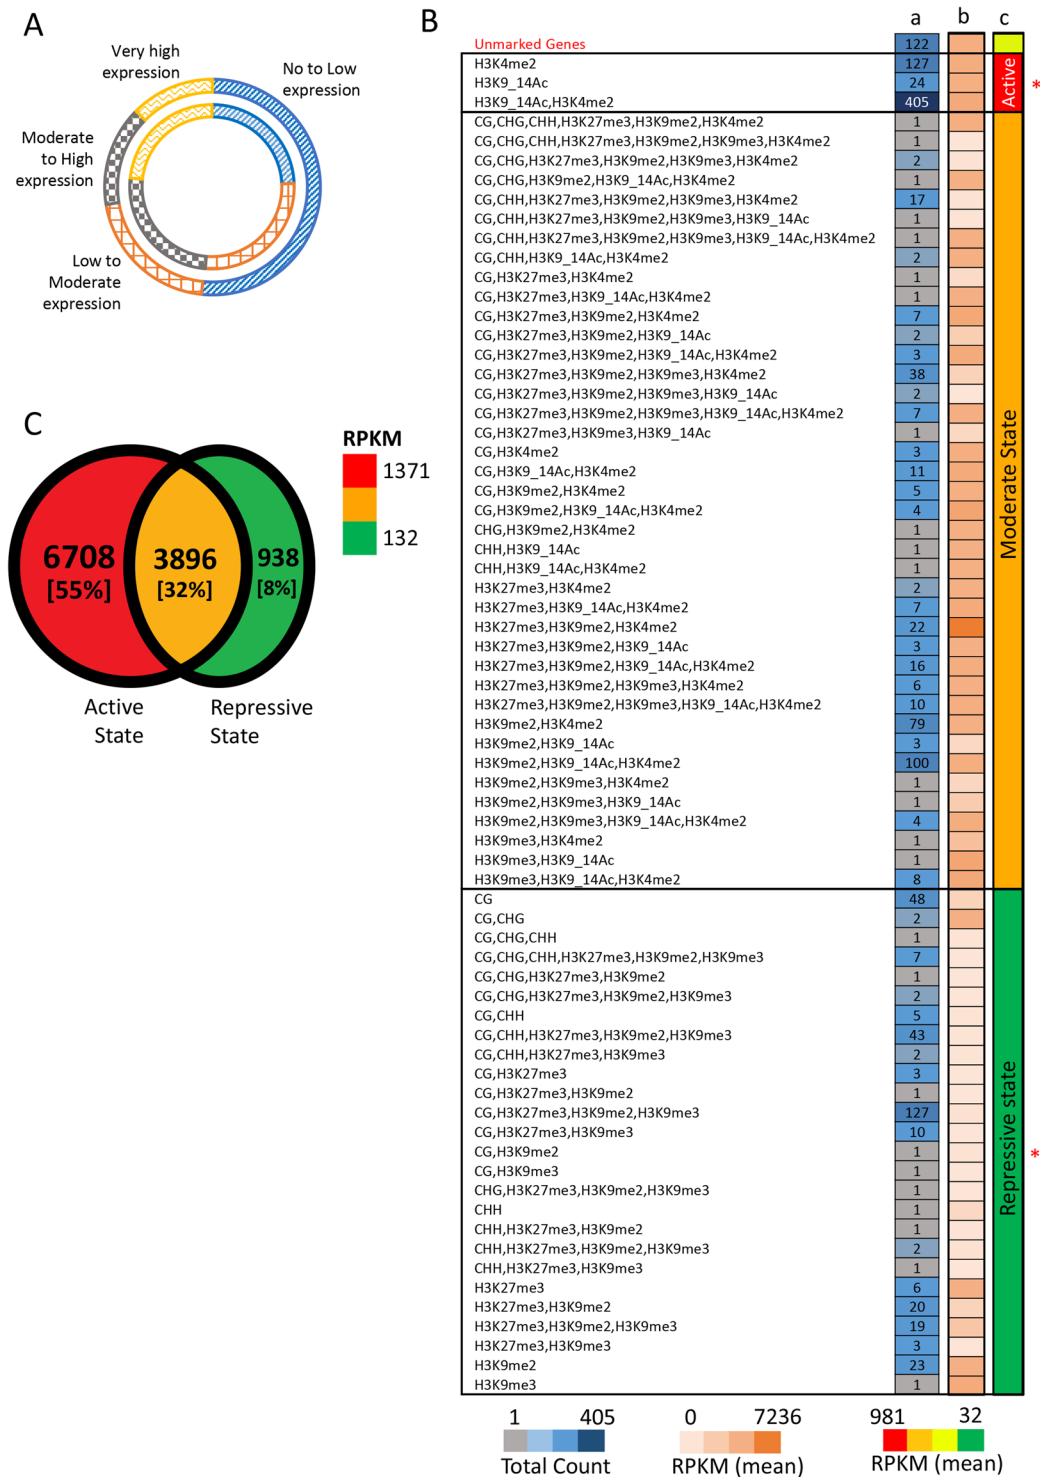 A
Very high
expression
No to Low
expression
Moderate
to High
expression
Low to
Moderate
expression
B
a b c
Unmarked Genes 122
H3K4me2 127
H3K9_14Ac 24
H3K9_14Ac,H3K4me2 405
Active
*
CG,CHG,CHH,H3K27me3,H3K9me2,H3K4me2 1
CG,CHG,CHH,H3K27me3,H3K9me2,H3K9me3,H3K4me2 1
CG,CHG,H3K27me3,H3K9me2,H3K9me3,H3K4me2 2
CG,CHG,H3K9me2,H3K9_14Ac,H3K4me2 1
CG,CHH,H3K27me3,H3K9me2,H3K9me3,H3K4me2 17
CG,CHH,H3K27me3,H3K9me2,H3K9me3,H3K9_14Ac 1
CG,CHH,H3K27me3,H3K9me2,H3K9me3,H3K9_14Ac,H3K4me2 1
CG,CHH,H3K9_14Ac,H3K4me2 2
CG,H3K27me3,H3K4me2 1
CG,H3K27me3,H3K9_14Ac,H3K4me2 1
CG,H3K27me3,H3K9me2,H3K4me2 7
CG,H3K27me3,H3K9me2,H3K9_14Ac 2
CG,H3K27me3,H3K9me2,H3K9_14Ac,H3K4me2 3
CG,H3K27me3,H3K9me2,H3K9me3,H3K4me2 38
CG,H3K27me3,H3K9me2,H3K9me3,H3K9_14Ac 2
CG,H3K27me3,H3K9me2,H3K9me3,H3K9_14Ac,H3K4me2 7
CG,H3K27me3,H3K9me3,H3K9_14Ac 1
CG,H3K4me2 3
CG,H3K9_14Ac,H3K4me2 11
CG,H3K9me2,H3K4me2 5
CG,H3K9me2,H3K9_14Ac,H3K4me2 4
CHG,H3K9me2,H3K4me2 1
CHH,H3K9_14Ac 1
CHH,H3K9_14Ac,H3K4me2 1
H3K27me3,H3K4me2 2
H3K27me3,H3K9_14Ac,H3K4me2 7
H3K27me3,H3K9me2,H3K4me2 22
H3K27me3,H3K9me2,H3K9_14Ac 3
H3K27me3,H3K9me2,H3K9_14Ac,H3K4me2 16
H3K27me3,H3K9me2,H3K9me3,H3K4me2 6
H3K27me3,H3K9me2,H3K9me3,H3K9_14Ac,H3K4me2 10
H3K9me2,H3K4me2 79
H3K9me2,H3K9_14Ac 3
H3K9me2,H3K9_14Ac,H3K4me2 100
H3K9me2,H3K9me3,H3K4me2 1
H3K9me2,H3K9me3,H3K9_14Ac 1
H3K9me2,H3K9me3,H3K9_14Ac,H3K4me2 4
H3K9me3,H3K4me2 1
H3K9me3,H3K9_14Ac 1
H3K9me3,H3K9_14Ac,H3K4me2 8
Moderate State
CG 48
CG,CHG 2
CG,CHG,CHH 1
CG,CHG,CHH,H3K27me3,H3K9me2,H3K9me3 7
CG,CHG,H3K27me3,H3K9me2 1
CG,CHG,H3K27me3,H3K9me2,H3K9me3 2
CG,CHH 5
CG,CHH,H3K27me3,H3K9me2,H3K9me3 43
CG,CHH,H3K27me3,H3K9me3 2
CG,H3K27me3 3
CG,H3K27me3,H3K9me2 1
CG,H3K27me3,H3K9me2,H3K9me3 127
CG,H3K27me3,H3K9me3 10
CG,H3K9me2 1
CG,H3K9me3 1
CHG,H3K27me3,H3K9me2,H3K9me3 1
CHH 1
CHH,H3K27me3,H3K9me2 1
CHH,H3K27me3,H3K9me2,H3K9me3 2
CHH,H3K27me3,H3K9me3 1
H3K27me3 6
H3K27me3,H3K9me2 20
H3K27me3,H3K9me2,H3K9me3 19
H3K27me3,H3K9me3 3
H3K9me2 23
H3K9me3 1
Repressive state
*
1 405
Total Count
0 7236
RPKM (mean)
981 32
RPKM (mean)
C
RPKM
1371
132
6708
[55%]
3896
[32%]
938
[8%]
Active
State
Repressive
State